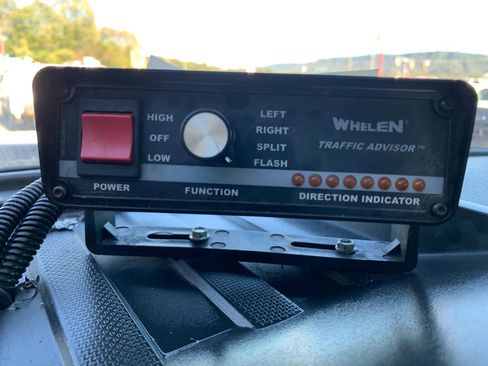 HIGH
OFF
LOW
POWER
FUNCTION
LEFT
RIGHT
SPLIT
FLASH
WHELEN®
TRAFFIC ADVISOR™
DIRECTION INDICATOR